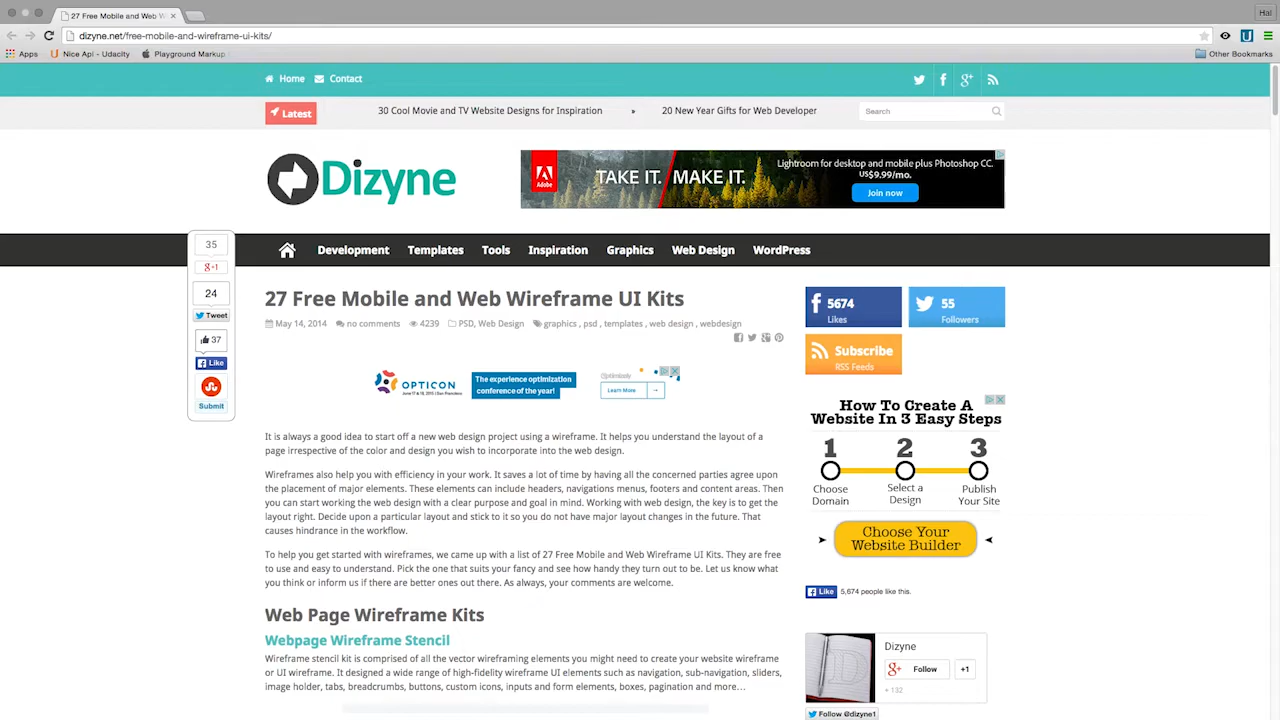 27 Free Mobile and Web W
Hal
dizyne.net/free-mobile-and-wireframe-ui-kits/
Apps Nice Api - Udacity Playground Markup Other Bookmarks
Home Contact
Latest 30 Cool Movie and TV Website Designs for Inspiration » 20 New Year Gifts for Web Developer Search
Dizyne
Adobe TAKE IT. MAKE IT. Lightroom for desktop and mobile plus Photoshop CC.
US$9.99/mo.
Join now
Development Templates Tools Inspiration Graphics Web Design WordPress
35
g+1
24
Tweet
37
Like
Submit
27 Free Mobile and Web Wireframe UI Kits
May 14, 2014 no comments 4239 PSD, Web Design graphics , psd , templates , web design , webdesign
OPTICON
June 17 & 18, 2015 | San Francisco
The experience optimization
conference of the year!
Optimizely
Learn More →
It is always a good idea to start off a new web design project using a wireframe. It helps you understand the layout of a
page irrespective of the color and design you wish to incorporate into the web design.
Wireframes also help you with efficiency in your work. It saves a lot of time by having all the concerned parties agree upon
the placement of major elements. These elements can include headers, navigations menus, footers and content areas. Then
you can start working the web design with a clear purpose and goal in mind. Working with web design, the key is to get the
layout right. Decide upon a particular layout and stick to it so you do not have major layout changes in the future. That
causes hindrance in the workflow.
To help you get started with wireframes, we came up with a list of 27 Free Mobile and Web Wireframe UI Kits. They are free
to use and easy to understand. Pick the one that suits your fancy and see how handy they turn out to be. Let us know what
you think or inform us if there are better ones out there. As always, your comments are welcome.
Web Page Wireframe Kits
Webpage Wireframe Stencil
Wireframe stencil kit is comprised of all the vector wireframing elements you might need to create your website wireframe
or UI wireframe. It designed a wide range of high-fidelity wireframe UI elements such as navigation, sub-navigation, sliders,
image holder, tabs, breadcrumbs, buttons, custom icons, inputs and form elements, boxes, pagination and more…
5674
Likes
55
Followers
Subscribe
RSS Feeds
How To Create A
Website In 3 Easy Steps
1 2 3
Choose
Domain
Select a
Design
Publish
Your Site
Choose Your
Website Builder
Like 5,674 people like this.
Dizyne
g+ Follow +1
+ 132
Follow @dizyne1